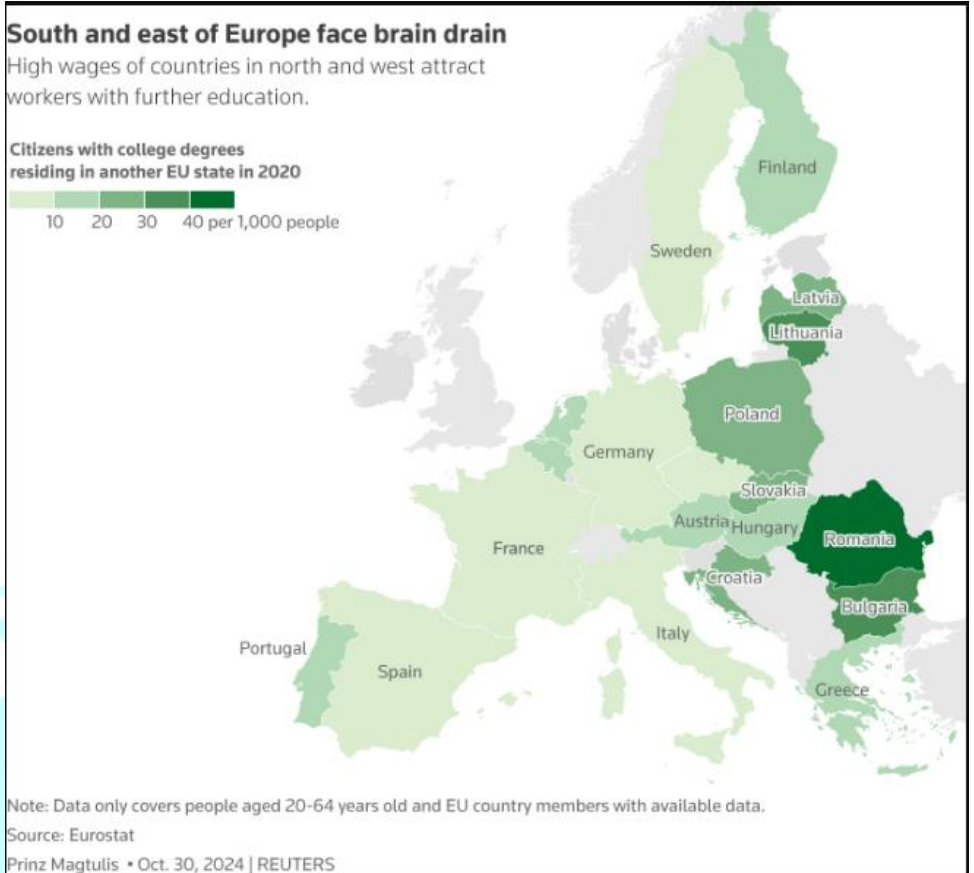 South and east of Europe face brain drain
High wages of countries in north and west attract
workers with further education.
Citizens with college degrees
residing in another EU state in 2020
10 20 30 40 per 1,000 people
Finland
Sweden
Latvia
Lithuania
Poland
Germany
Slovakia
Austria Hungary
Romania
France
Croatia
Bulgaria
Italy
Portugal
Spain
Greece
Note: Data only covers people aged 20-64 years old and EU country members with available data.
Source: Eurostat
Prinz Magtulis • Oct. 30, 2024 | REUTERS